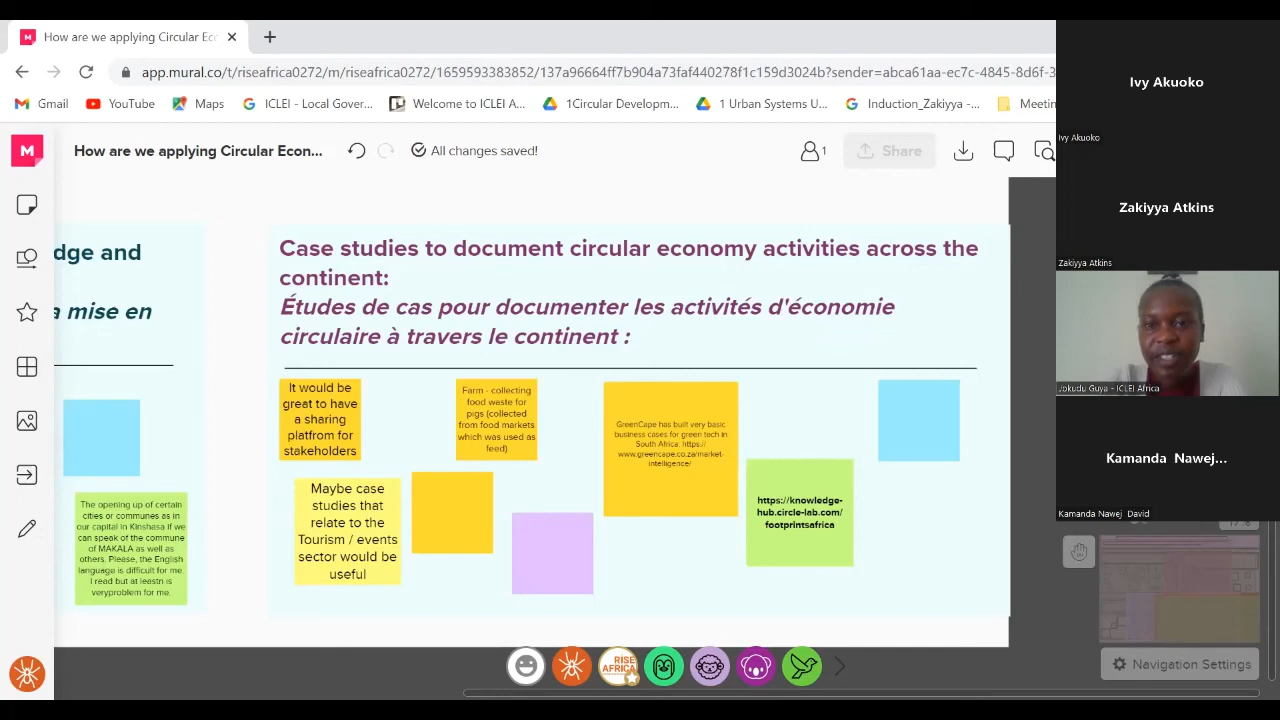 How are we applying Circular Ec
app.mural.co/t/riseafrica0272/m/riseafrica0272/1659593383852/137a96664ff7b904a73faf440278f1c159d3024b?sender=abca61aa-ec7c-4845-8d6f-3
Gmail
YouTube
Maps
ICLEI - Local Gover...
Welcome to ICLEI A...
1Circular Developm...
1 Urban Systems U...
Induction_Zakiyya -...
Meetin
M
How are we applying Circular Econ...
All changes saved!
1
Share
dge and
a mise en
The opening up of certain
cities or communes as in
our capital in Kinshasa if we
can speak of the commune
of MAKALA as well as
others. Please, the English
language is difficult for me.
I read but at leastn is
veryproblem for me.
Case studies to document circular economy activities across the
continent:
Études de cas pour documenter les activités d'économie
circulaire à travers le continent :
It would be
great to have
a sharing
platfrom for
stakeholders
Farm - collecting
food waste for
pigs (collected
from food markets
which was used as
feed)
GreenCape has built very basic
business cases for green tech in
South Africa: https://
www.greencape.co.za/market-
intelligence/
Maybe case
studies that
relate to the
Tourism / events
sector would be
useful
https://knowledge-
hub.circle-lab.com/
footprintsafrica
RISE
AFRICA
Ivy Akuoko
Ivy Akuoko
Zakiyya Atkins
Zakiyya Atkins
Jokudu Guya - ICLEI Africa
Kamanda Nawej...
Kamanda Nawej David
17%
Navigation Settings